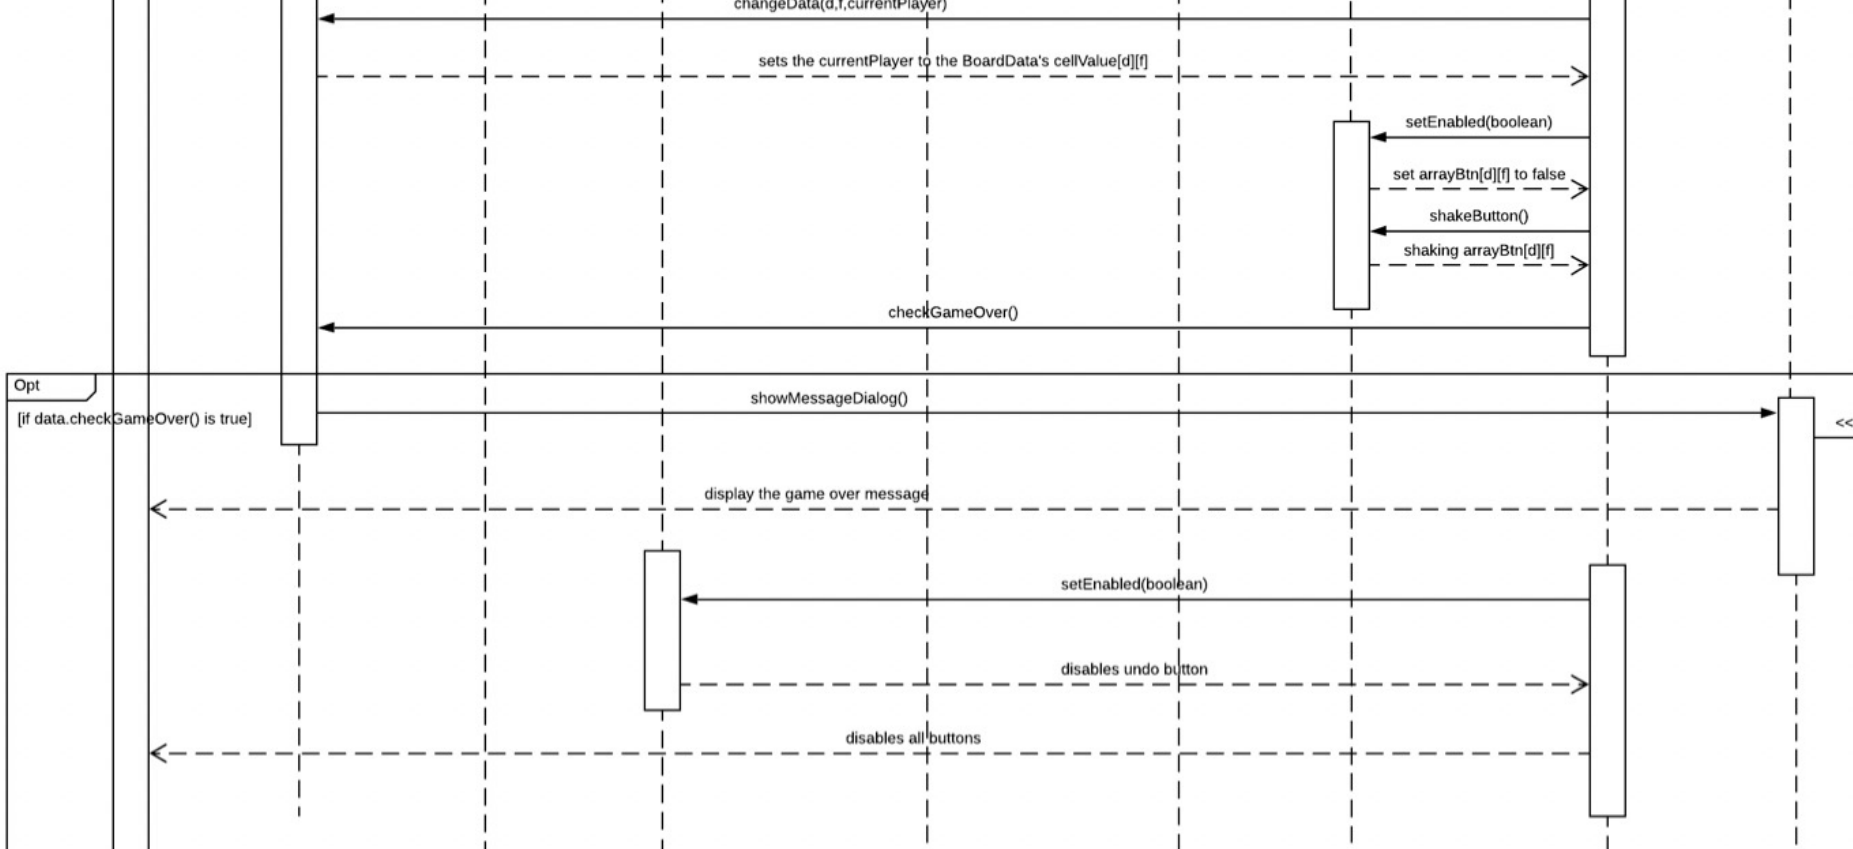 changeData(d,f,currentPlayer)
sets the currentPlayer to the BoardData's cellValue[d][f]
setEnabled(boolean)
set arrayBtn[d][f] to false
shakeButton()
shaking arrayBtn[d][f]
checkGameOver()
Opt
showMessageDialog()
[if data.checkGameOver() is true]
<<
display the game over message
setEnabled(boolean)
disables undo button
disables all buttons